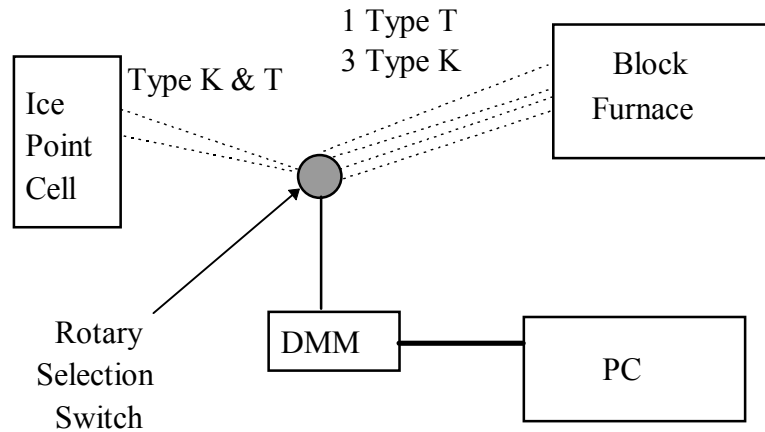 1 Type T
3 Type K
Type K & T
Ice
Point
Cell
Block
Furnace
Rotary
Selection
Switch
DMM
PC